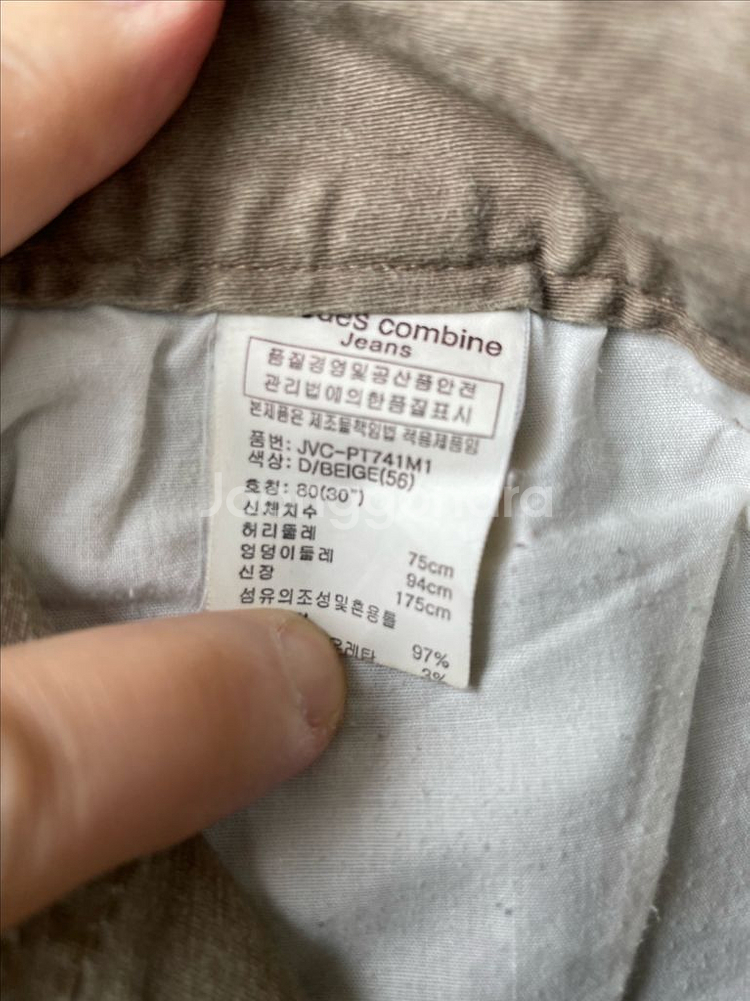 combine
Jeans
품질경영및공산품안전
관리법에의한품질표시
본제품은 제조물책임법 적용제품임
품번: JVC-PT741M1
색상: D/BEIGE(56)
호칭: 80(30")
신체치수
허리둘레 75cm
엉덩이둘레 94cm
신장 175cm
섬유의조성및혼용률
97%
3%
Joonggonara